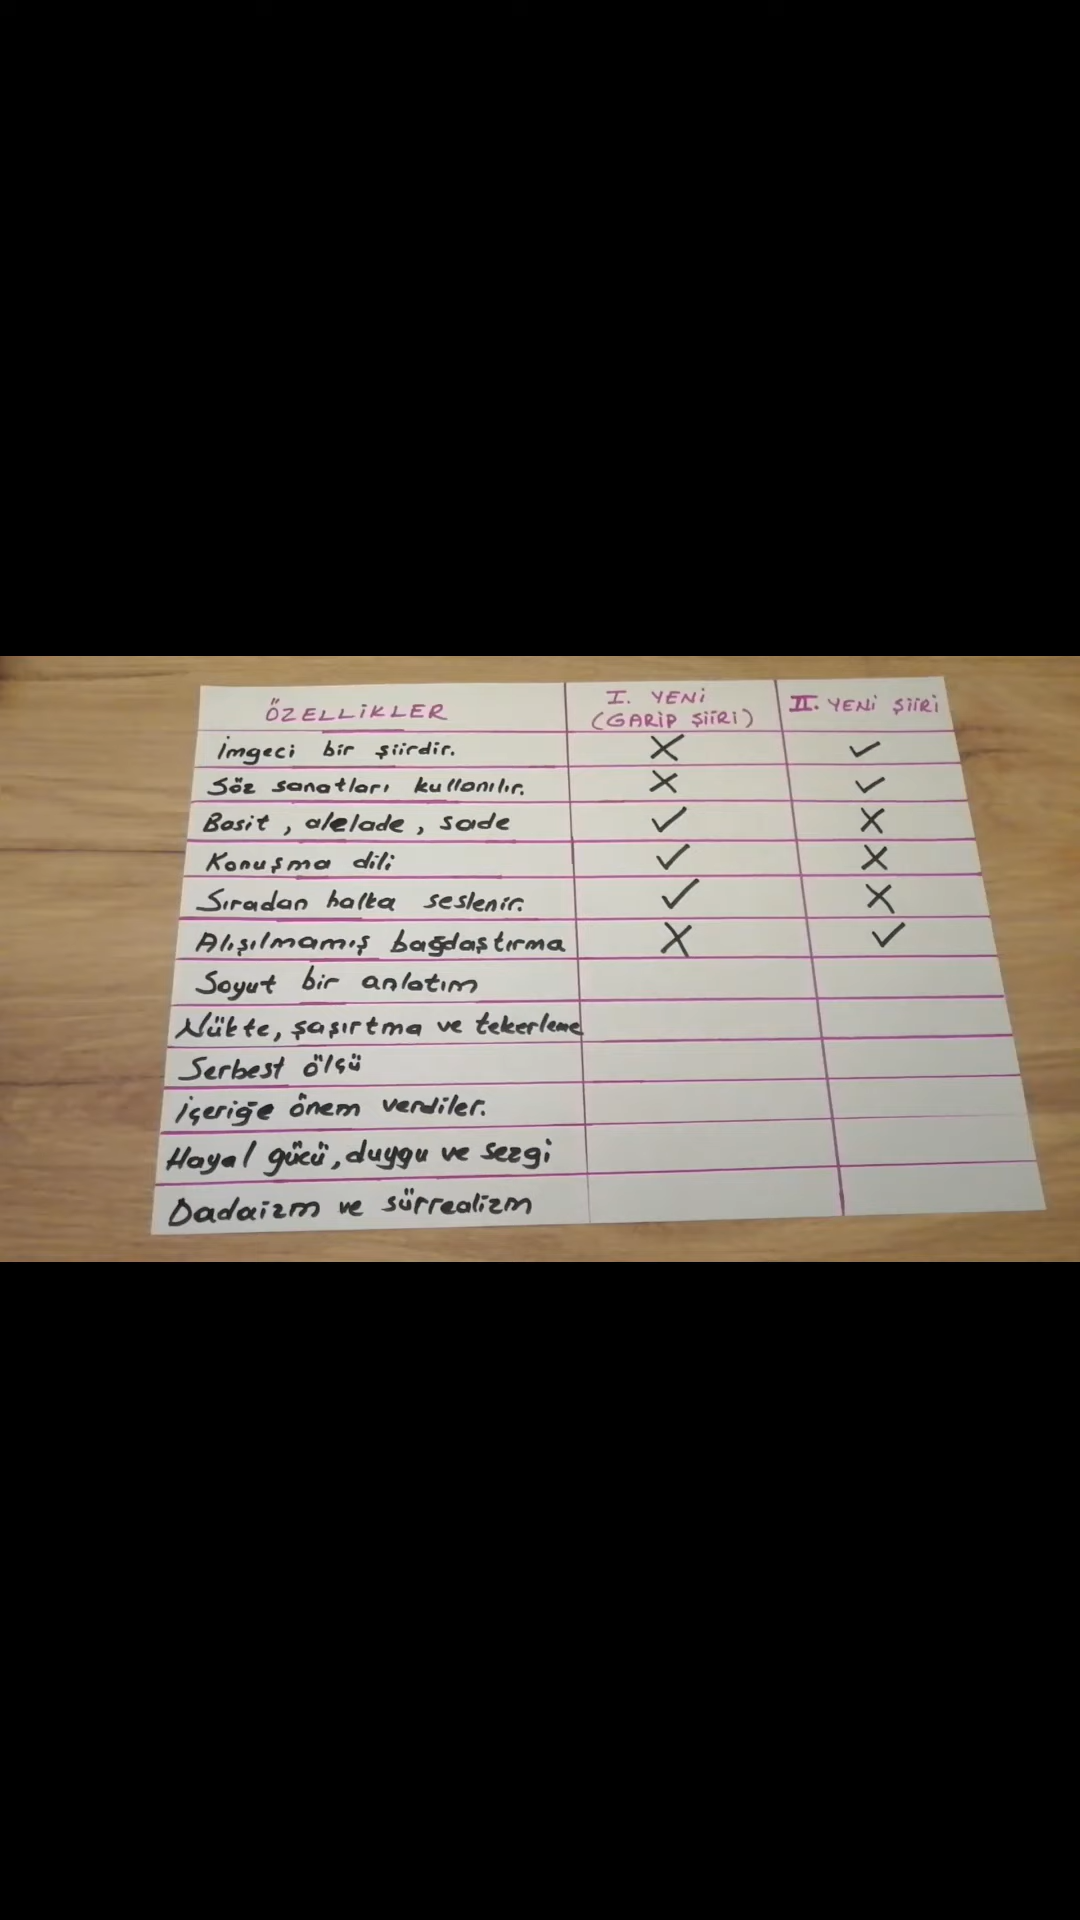 ÖZELLİKLER I. YENİ (GARİP ŞİİRİ) II. YENİ ŞİİRİ
İmgeci bir şiirdir. X ✓
Söz sanatları kullanılır. X ✓
Basit, alelade, sade ✓ X
Konuşma dili ✓ X
Sıradan halka seslenir. ✓ X
Alışılmamış bağdaştırma X ✓
Soyut bir anlatım
Nükte, şaşırtma ve tekerleme
Serbest ölçü
İçeriğe önem verdiler.
Hayal gücü, duygu ve sezgi
Dadaizm ve sürrealizm